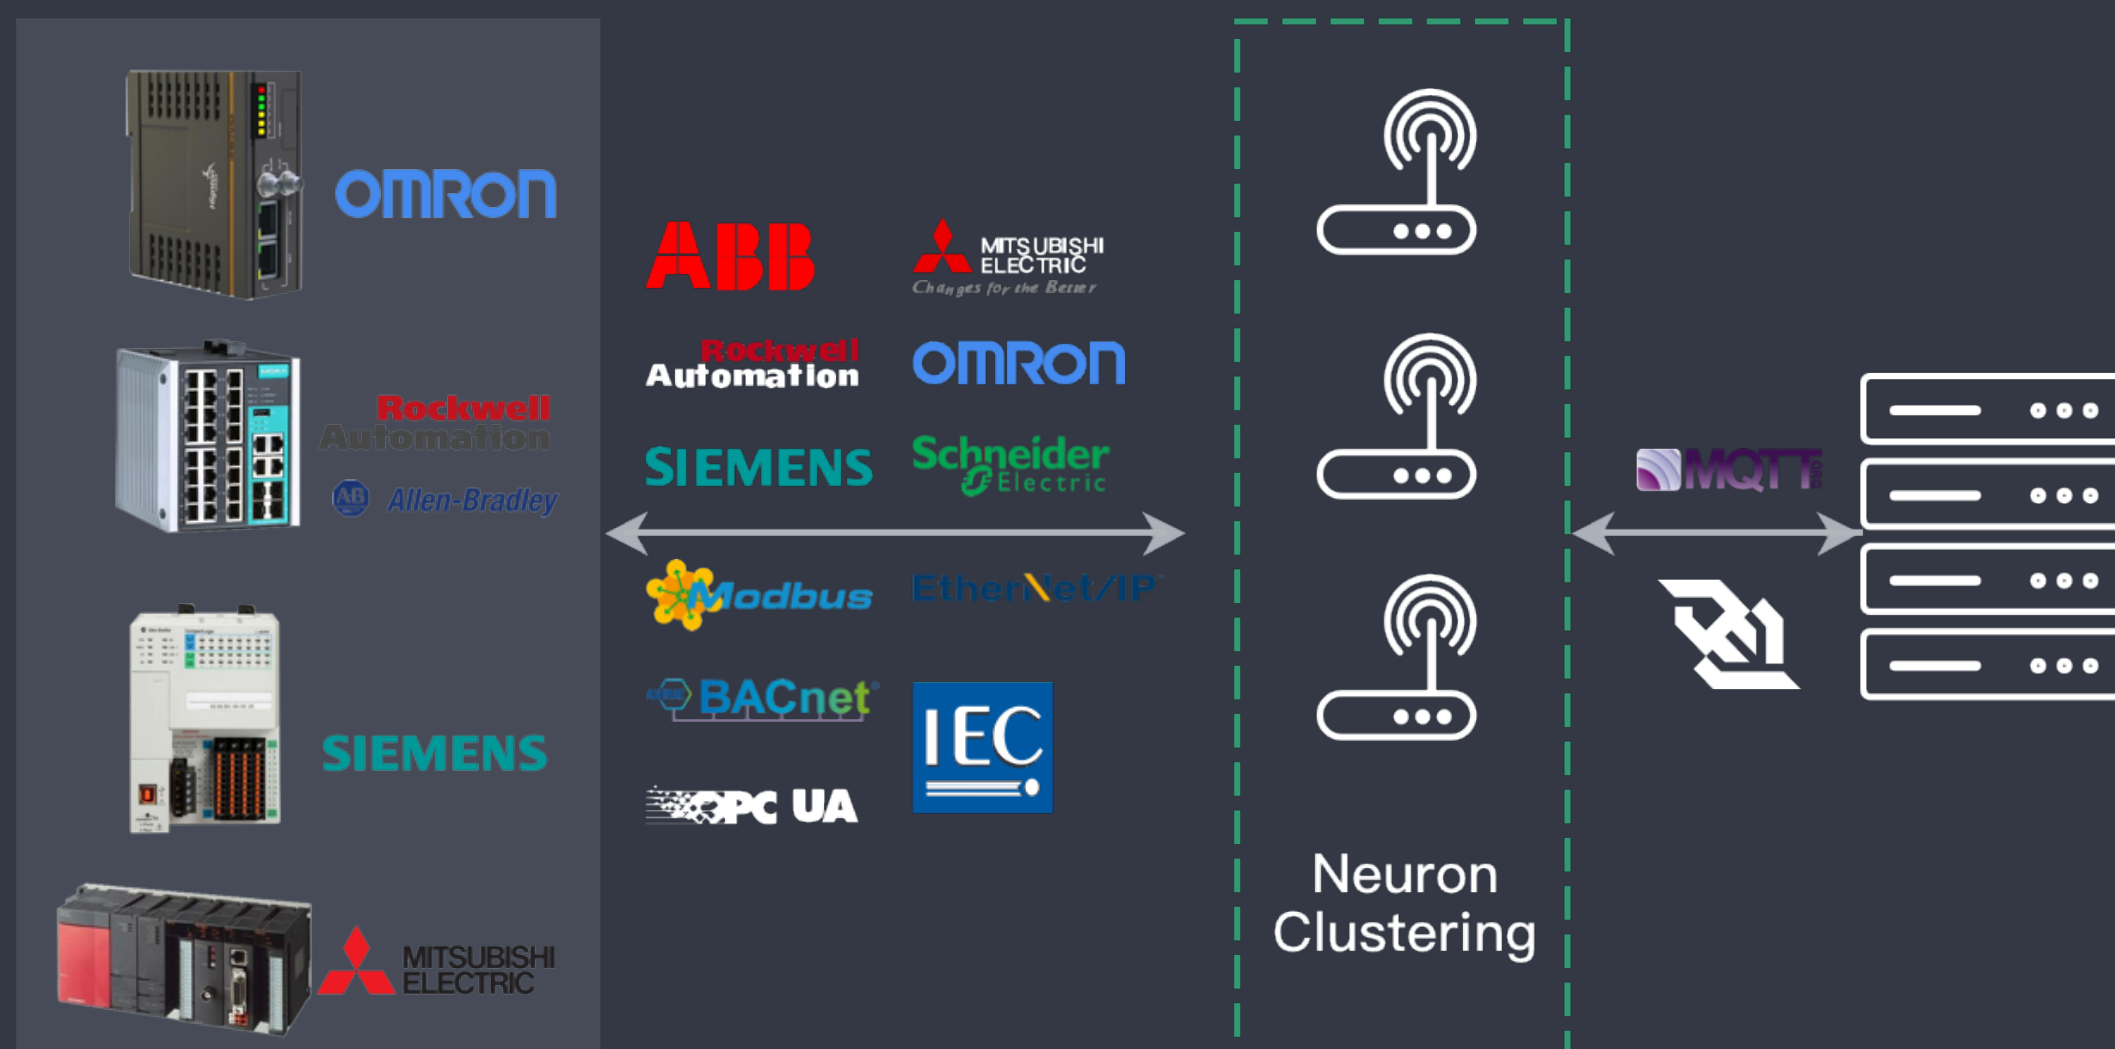 OMRON
Rockwell
Automation
AB Allen-Bradley
SIEMENS
MITSUBISHI
ELECTRIC
ABB
MITSUBISHI
ELECTRIC
Changes for the Better
Rockwell
Automation
OMRON
SIEMENS
Schneider
Electric
Modbus
EtherNet/IP
BACnet
IEC
OPC UA
Neuron
Clustering
MQTT